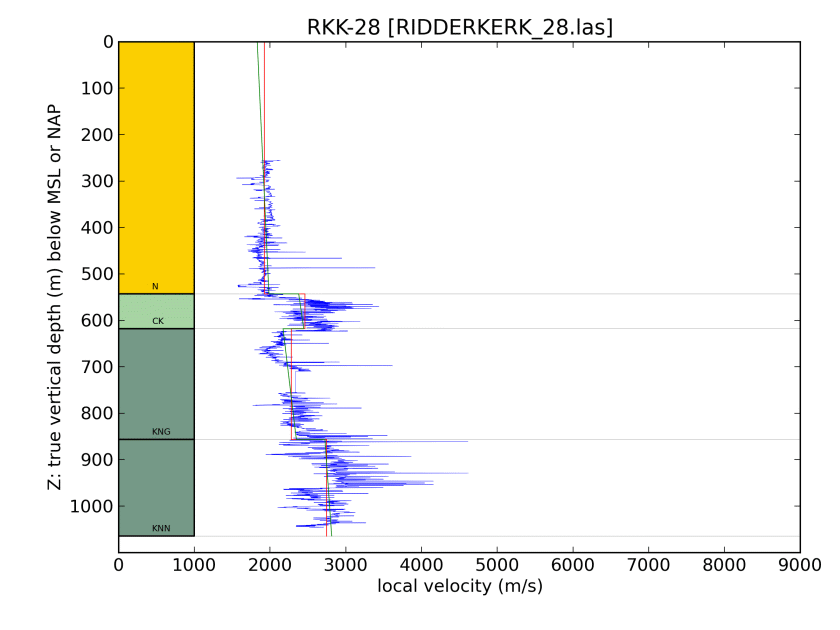 RKK-28 [RIDDERKERK_28.las]
0
100
200
300
400
500
600
700
800
900
1000
Z: true vertical depth (m) below MSL or NAP
N
CK
KNG
KNN
0 1000 2000 3000 4000 5000 6000 7000 8000 9000
local velocity (m/s)